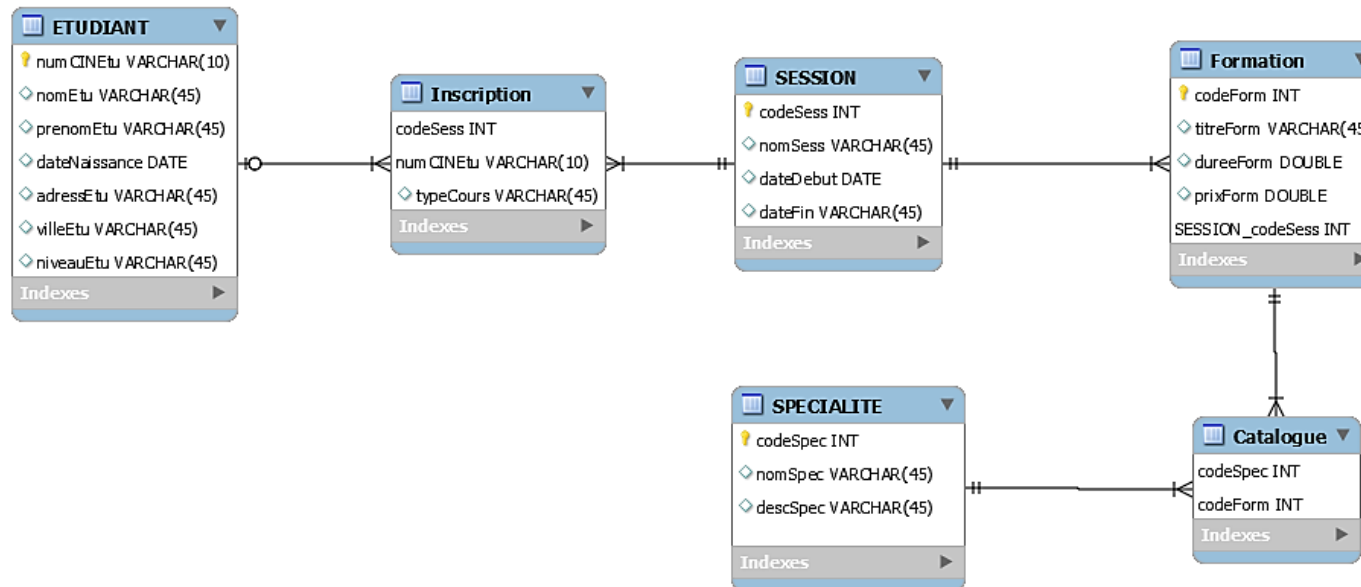 ETUDIANT
numCINEtu VARCHAR(10)
nomEtu VARCHAR(45)
prenomEtu VARCHAR(45)
dateNaissance DATE
adressEtu VARCHAR(45)
villeEtu VARCHAR(45)
niveauEtu VARCHAR(45)
Indexes
Inscription
codeSess INT
numCINEtu VARCHAR(10)
typeCours VARCHAR(45)
Indexes
SESSION
codeSess INT
nomSess VARCHAR(45)
dateDebut DATE
dateFin VARCHAR(45)
Indexes
Formation
codeForm INT
titreForm VARCHAR(45
dureeForm DOUBLE
prixForm DOUBLE
SESSION_codeSess INT
Indexes
SPECIALITE
codeSpec INT
nomSpec VARCHAR(45)
descSpec VARCHAR(45)
Indexes
Catalogue
codeSpec INT
codeForm INT
Indexes